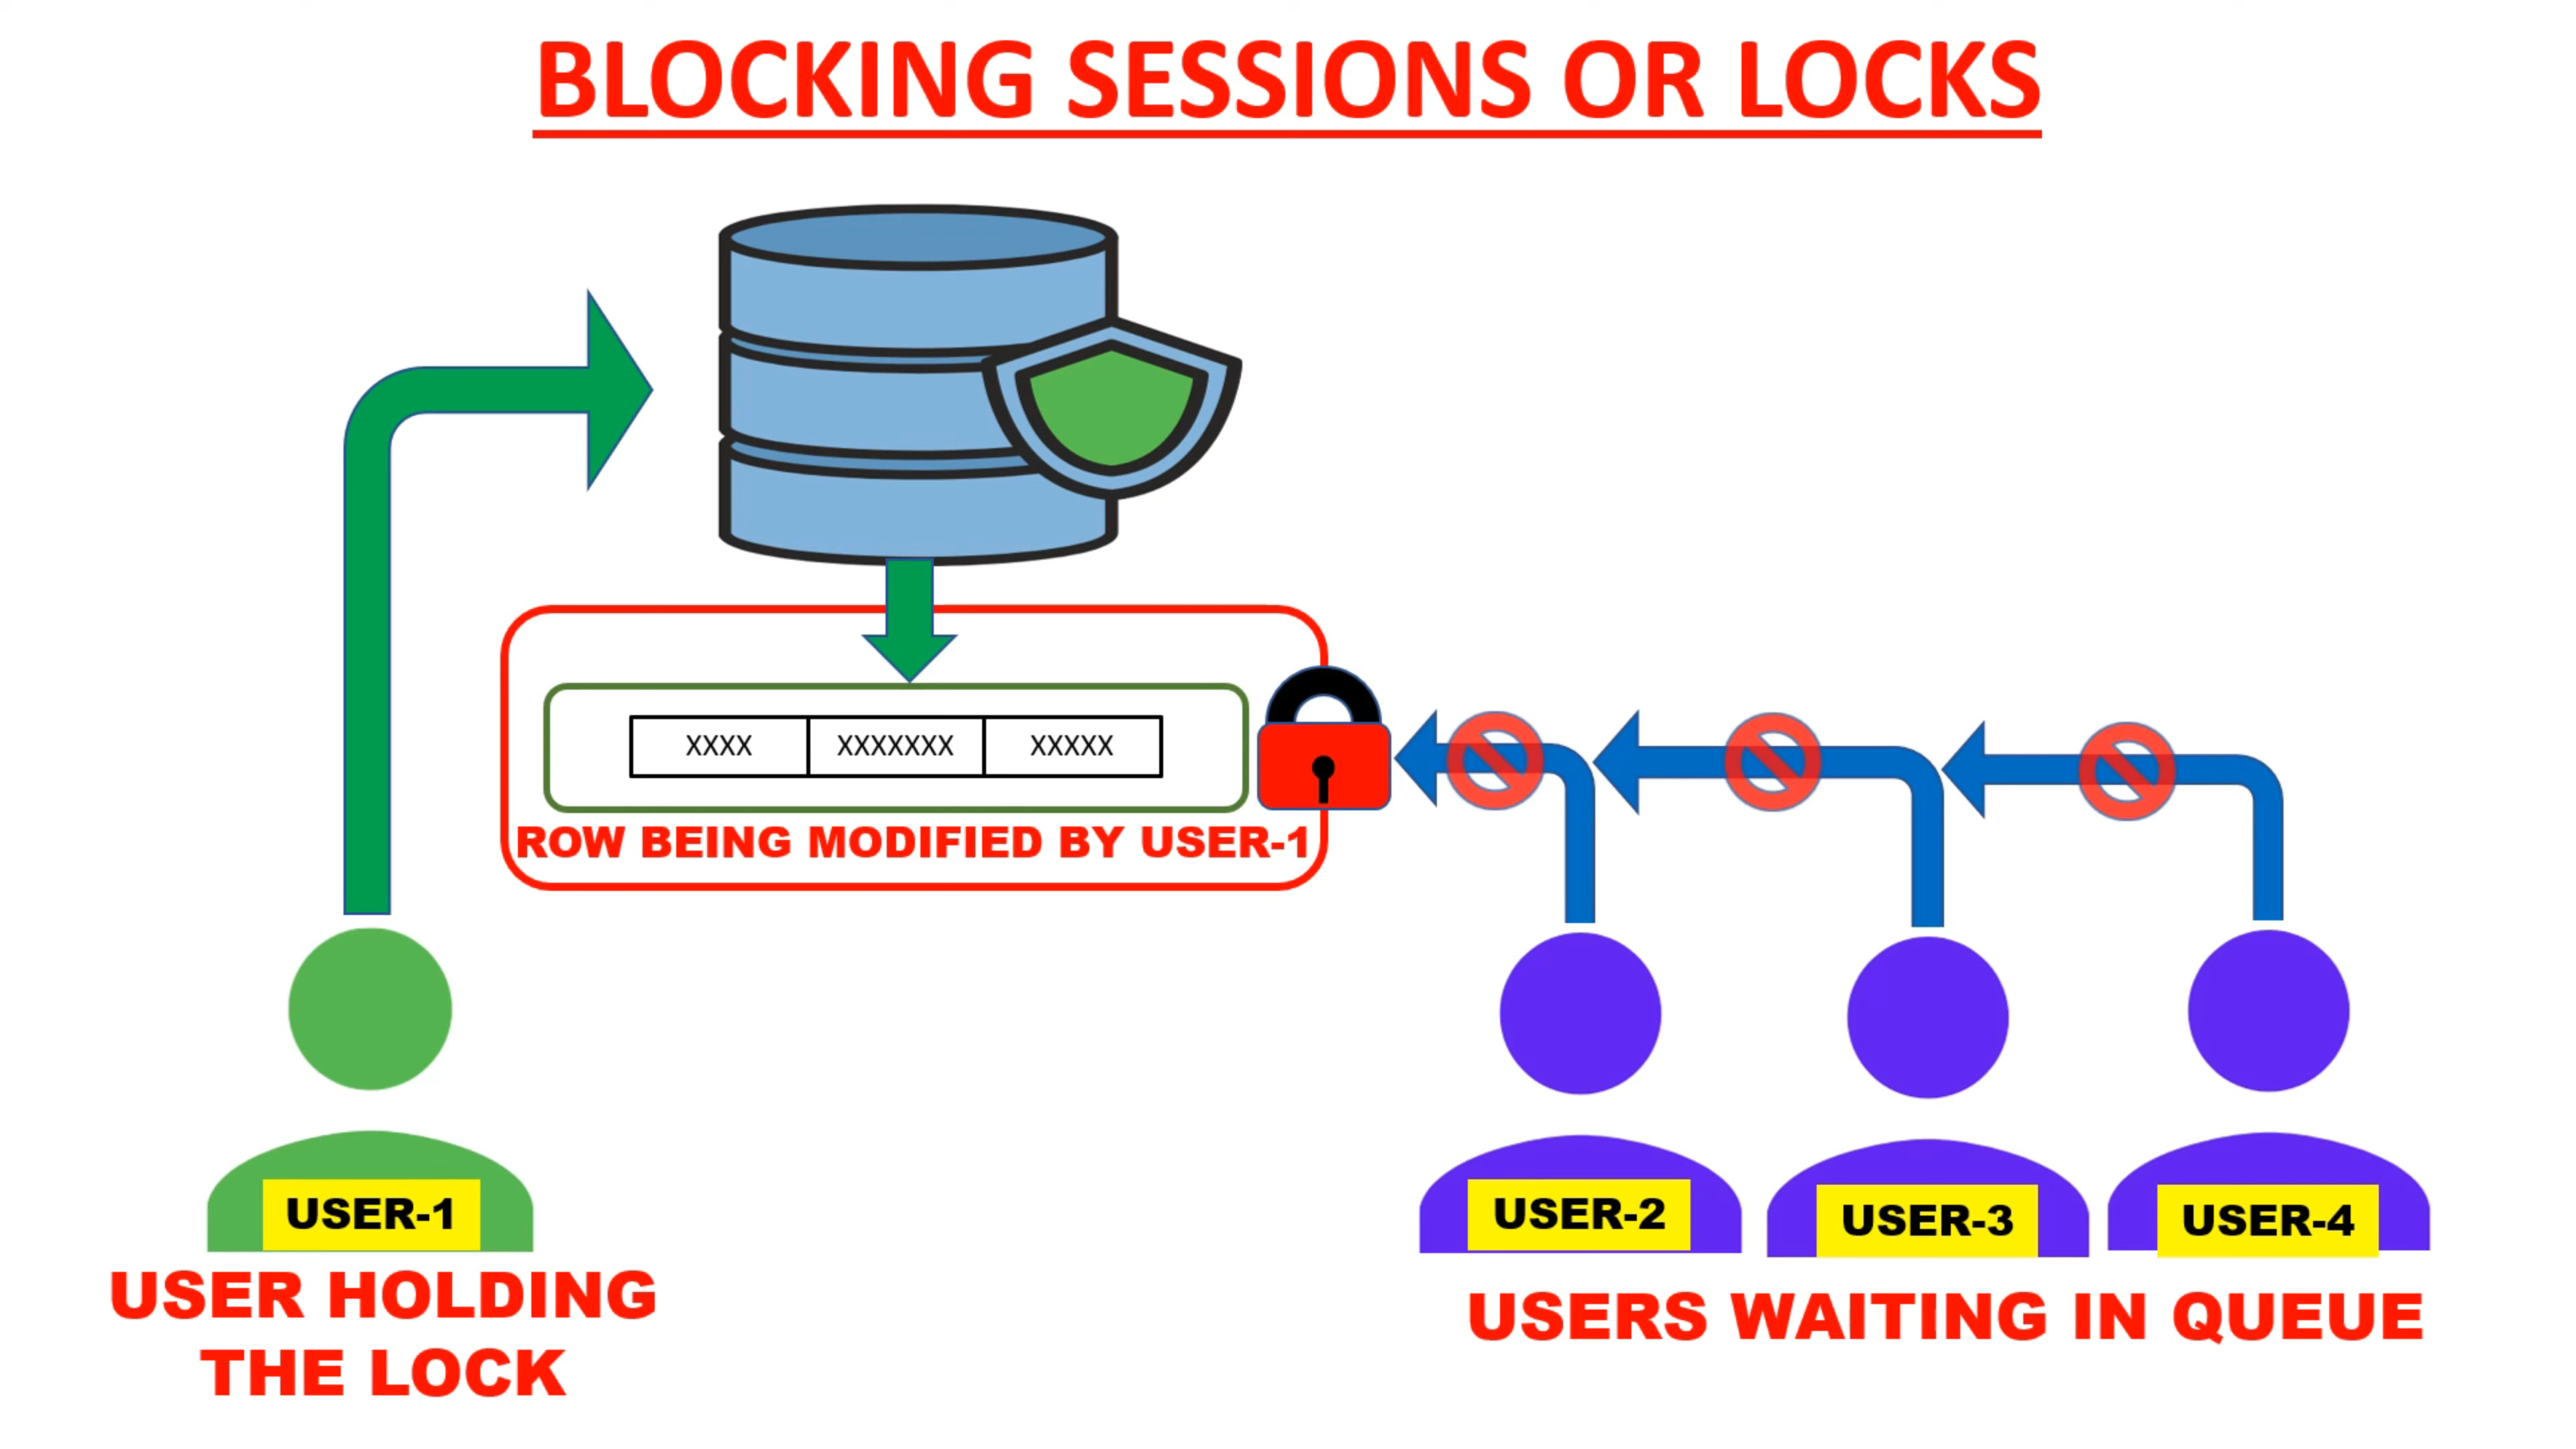 BLOCKING SESSIONS OR LOCKS
XXXX XXXXXXX XXXXX
ROW BEING MODIFIED BY USER-1
USER-1
USER HOLDING
THE LOCK
USER-2 USER-3 USER-4
USERS WAITING IN QUEUE